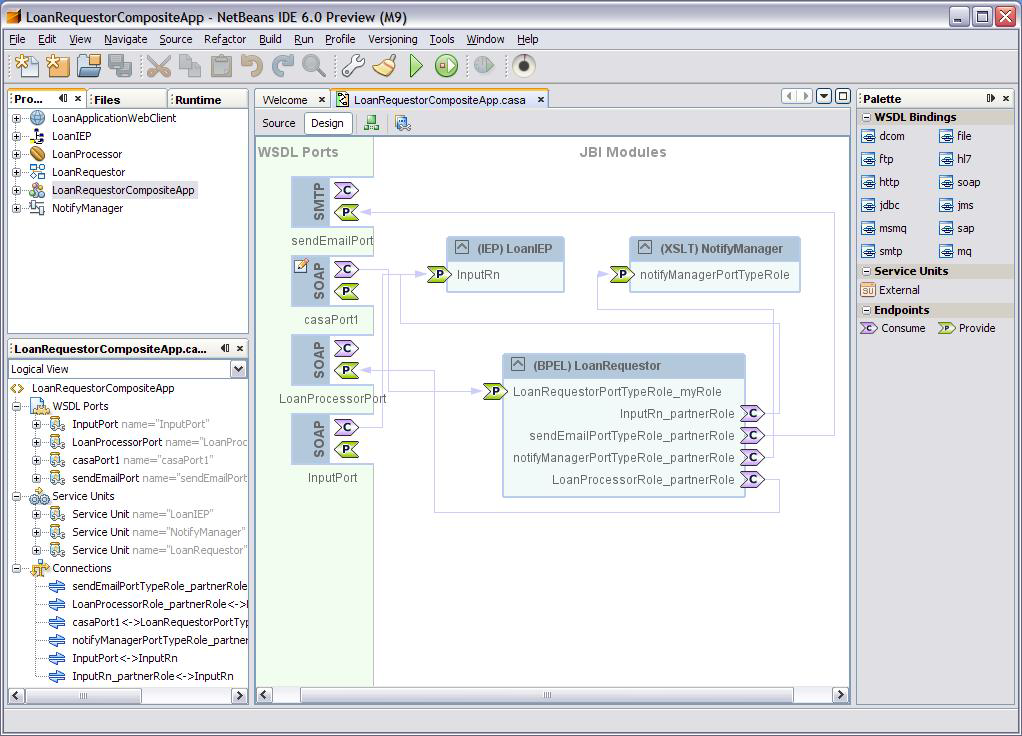 LoanRequestorCompositeApp - NetBeans IDE 6.0 Preview (M9)
File Edit View Navigate Source Refactor Build Run Profile Versioning Tools Window Help
Pro... Files Runtime
LoanApplicationWebClient
LoanIEP
LoanProcessor
LoanRequestor
LoanRequestorCompositeApp
NotifyManager
LoanRequestorCompositeApp.ca...
Logical View
LoanRequestorCompositeApp
WSDL Ports
InputPort name="InputPort"
LoanProcessorPort name="LoanProc
casaPort1 name="casaPort1"
sendEmailPort name="sendEmailPort
Service Units
Service Unit name="LoanIEP"
Service Unit name="NotifyManager"
Service Unit name="LoanRequestor"
Connections
sendEmailPortTypeRole_partnerRole
LoanProcessorRole_partnerRole<->
casaPort1<->LoanRequestorPortTy
notifyManagerPortTypeRole_partner
InputPort<->InputRn
InputRn_partnerRole<->InputRn
Welcome LoanRequestorCompositeApp.casa
Source Design
WSDL Ports
JBI Modules
SMTP C P
sendEmailPort
SOAP C P
casaPort1
SOAP C P
LoanProcessorPort
SOAP C P
InputPort
(IEP) LoanIEP
P InputRn
(XSLT) NotifyManager
P notifyManagerPortTypeRole
(BPEL) LoanRequestor
P LoanRequestorPortTypeRole_myRole
InputRn_partnerRole C
sendEmailPortTypeRole_partnerRole C
notifyManagerPortTypeRole_partnerRole C
LoanProcessorRole_partnerRole C
Palette
WSDL Bindings
dcom file
ftp hl7
http soap
jdbc jms
msmq sap
smtp mq
Service Units
SU External
Endpoints
C Consume P Provide